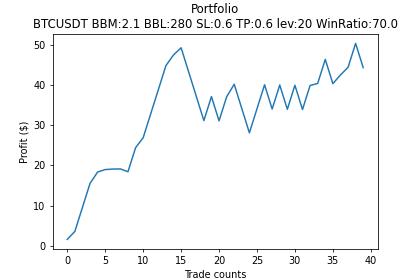 Portfolio
BTCUSDT BBM:2.1 BBL:280 SL:0.6 TP:0.6 lev:20 WinRatio:70.0
50
40
30
20
10
0
Profit ($)
0 5 10 15 20 25 30 35 40
Trade counts